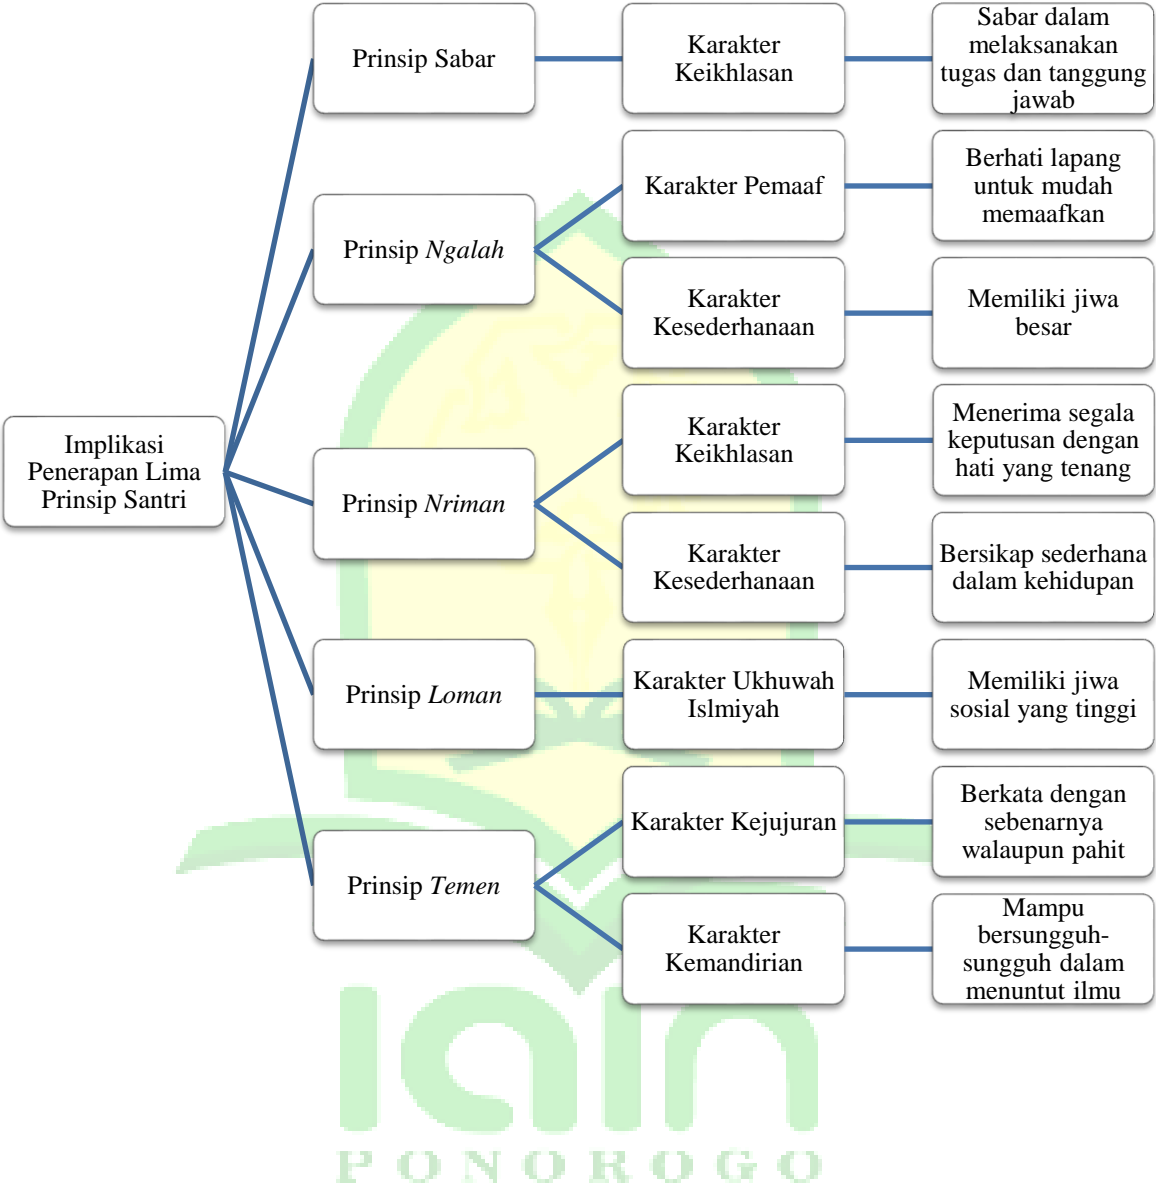 Implikasi
Penerapan Lima
Prinsip Santri
Prinsip Sabar
Karakter
Keikhlasan
Sabar dalam
melaksanakan
tugas dan tanggung
jawab
Prinsip Ngalah
Karakter Pemaaf
Berhati lapang
untuk mudah
memaafkan
Karakter
Kesederhanaan
Memiliki jiwa
besar
Prinsip Nriman
Karakter
Keikhlasan
Menerima segala
keputusan dengan
hati yang tenang
Karakter
Kesederhanaan
Bersikap sederhana
dalam kehidupan
Prinsip Loman
Karakter Ukhuwah
Islmiyah
Memiliki jiwa
sosial yang tinggi
Prinsip Temen
Karakter Kejujuran
Berkata dengan
sebenarnya
walaupun pahit
Karakter
Kemandirian
Mampu
bersungguh-
sungguh dalam
menuntut ilmu
IAIN
PONOROGO